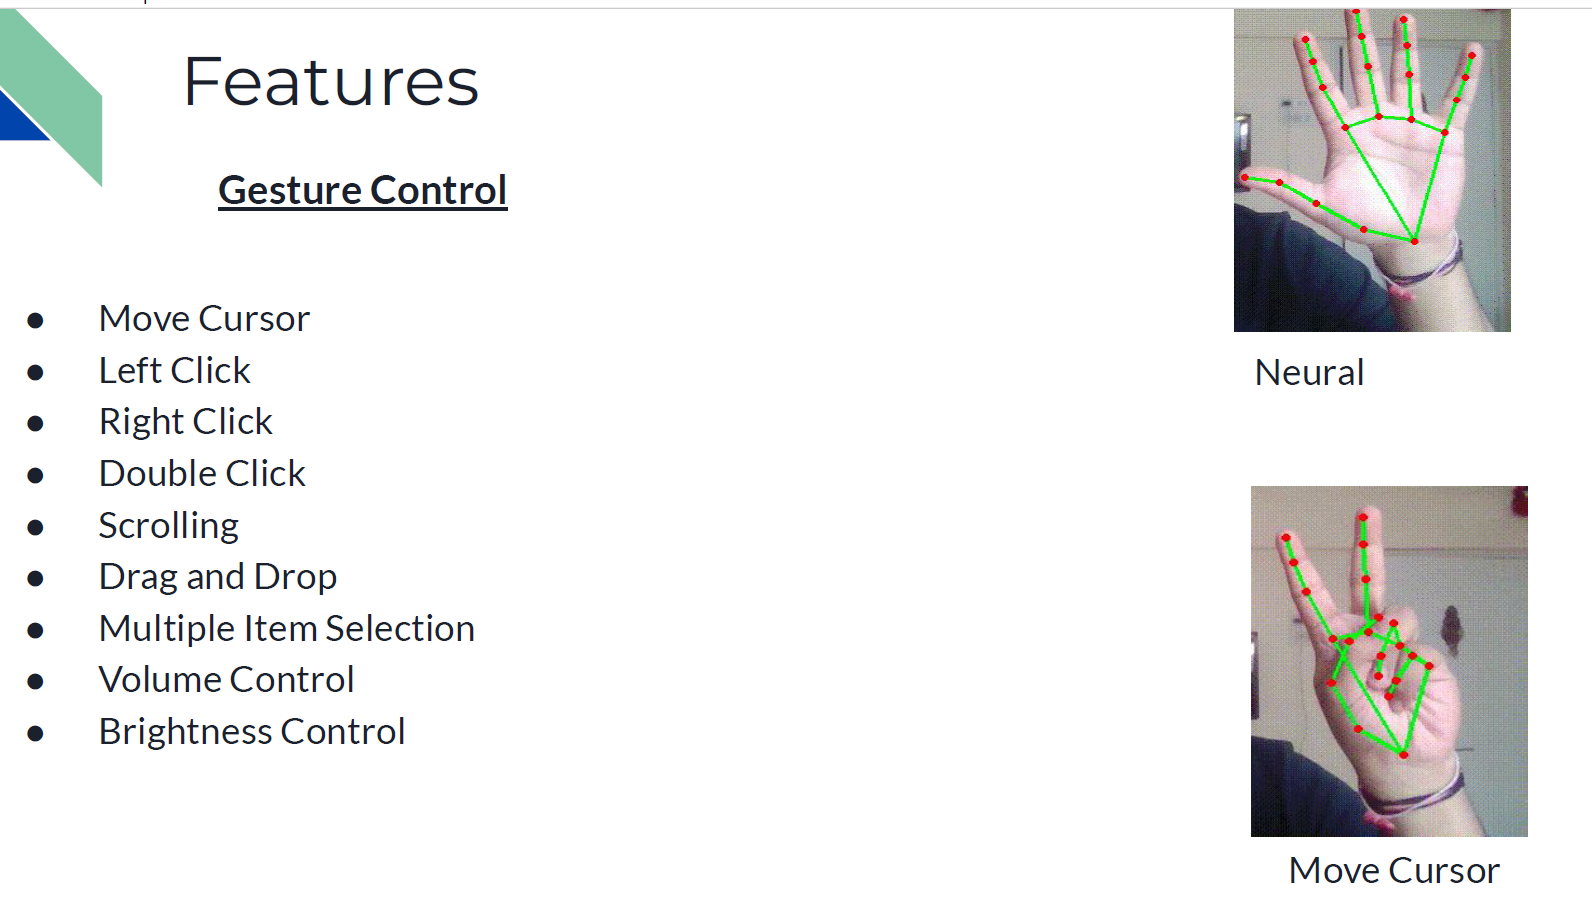 Features
Gesture Control
● Move Cursor
● Left Click
● Right Click
● Double Click
● Scrolling
● Drag and Drop
● Multiple Item Selection
● Volume Control
● Brightness Control
Neural
Move Cursor